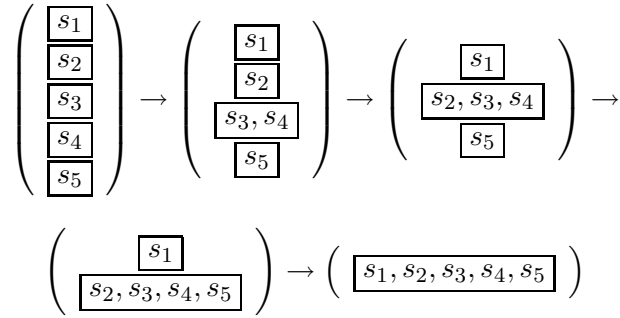 ( s₁ s₂ s₃ s₄ s₅ ) → ( s₁ s₂ s₃, s₄ s₅ ) → ( s₁ s₂, s₃, s₄ s₅ ) →
( s₁ s₂, s₃, s₄, s₅ ) → ( s₁, s₂, s₃, s₄, s₅ )